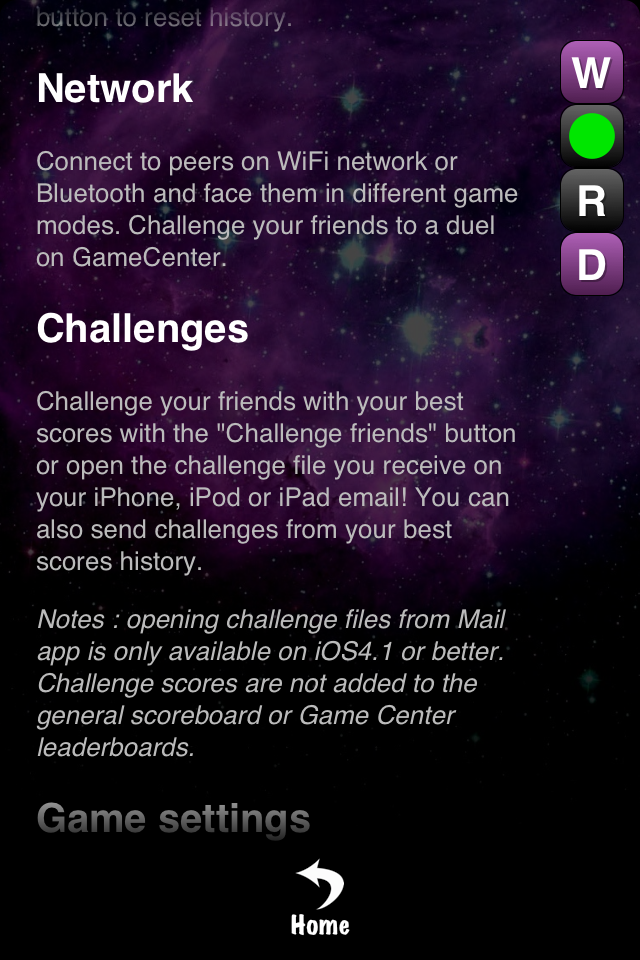 button to reset history.
Network
Connect to peers on WiFi network or
Bluetooth and face them in different game
modes. Challenge your friends to a duel
on GameCenter.
Challenges
Challenge your friends with your best
scores with the "Challenge friends" button
or open the challenge file you receive on
your iPhone, iPod or iPad email! You can
also send challenges from your best
scores history.
Notes : opening challenge files from Mail
app is only available on iOS4.1 or better.
Challenge scores are not added to the
general scoreboard or Game Center
leaderboards.
Game settings
Home
W
R
D